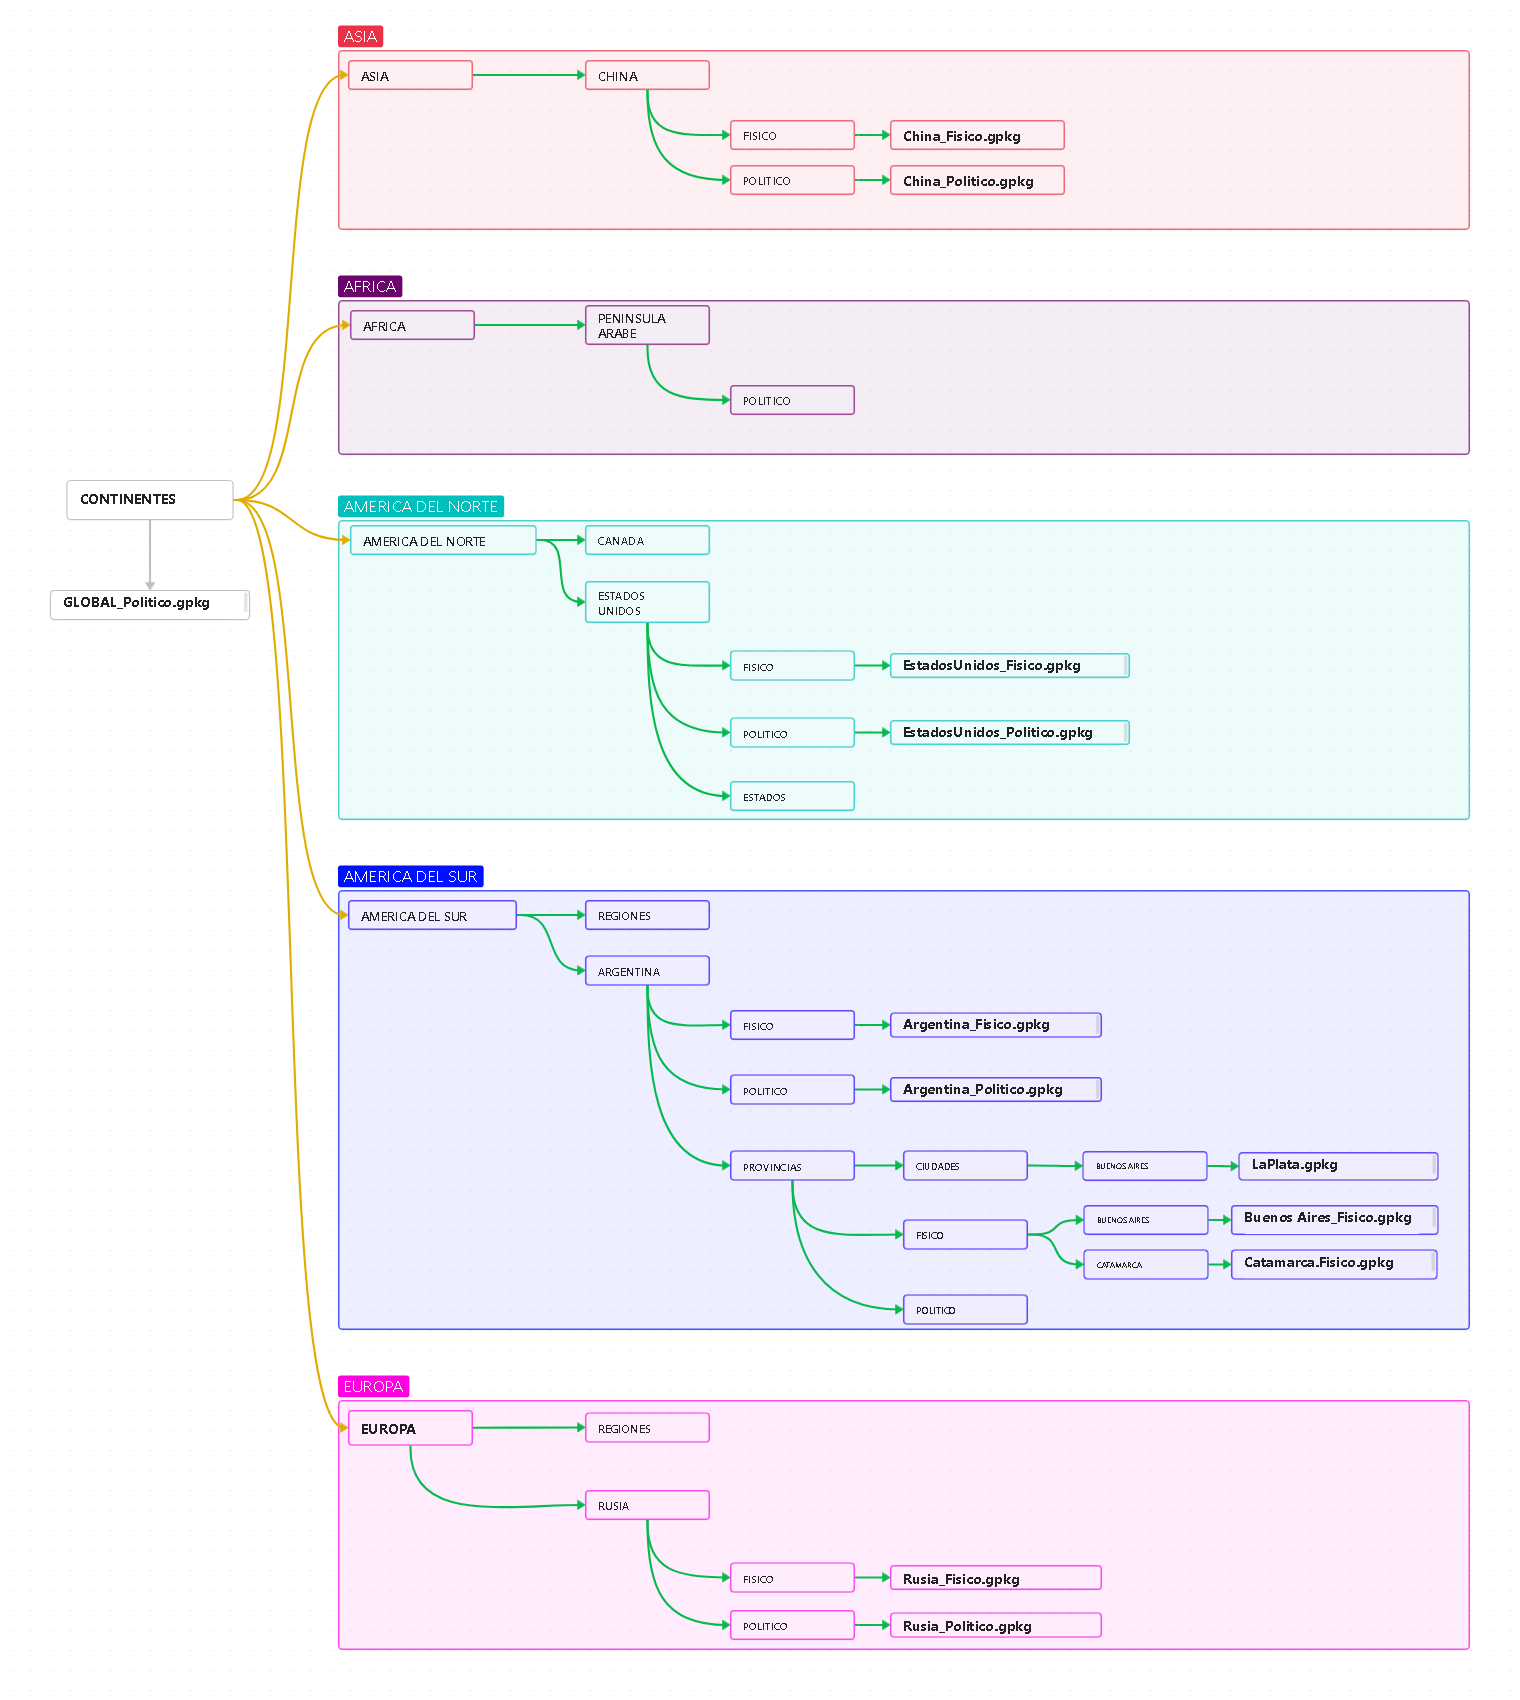 ASIA
ASIA
CHINA
FISICO
China_Fisico.gpkg
POLITICO
China_Politico.gpkg
AFRICA
AFRICA
PENINSULA
ARABE
POLITICO
CONTINENTES
GLOBAL_Politico.gpkg
AMERICA DEL NORTE
AMERICA DEL NORTE
CANADA
ESTADOS
UNIDOS
FISICO
EstadosUnidos_Fisico.gpkg
POLITICO
EstadosUnidos_Politico.gpkg
ESTADOS
AMERICA DEL SUR
AMERICA DEL SUR
REGIONES
ARGENTINA
FISICO
Argentina_Fisico.gpkg
POLITICO
Argentina_Politico.gpkg
PROVINCIAS
CIUDADES
BUENOS AIRES
LaPlata.gpkg
FISICO
BUENOS AIRES
Buenos Aires_Fisico.gpkg
CATAMARCA
Catamarca.Fisico.gpkg
POLITICO
EUROPA
EUROPA
REGIONES
RUSIA
FISICO
Rusia_Fisico.gpkg
POLITICO
Rusia_Politico.gpkg